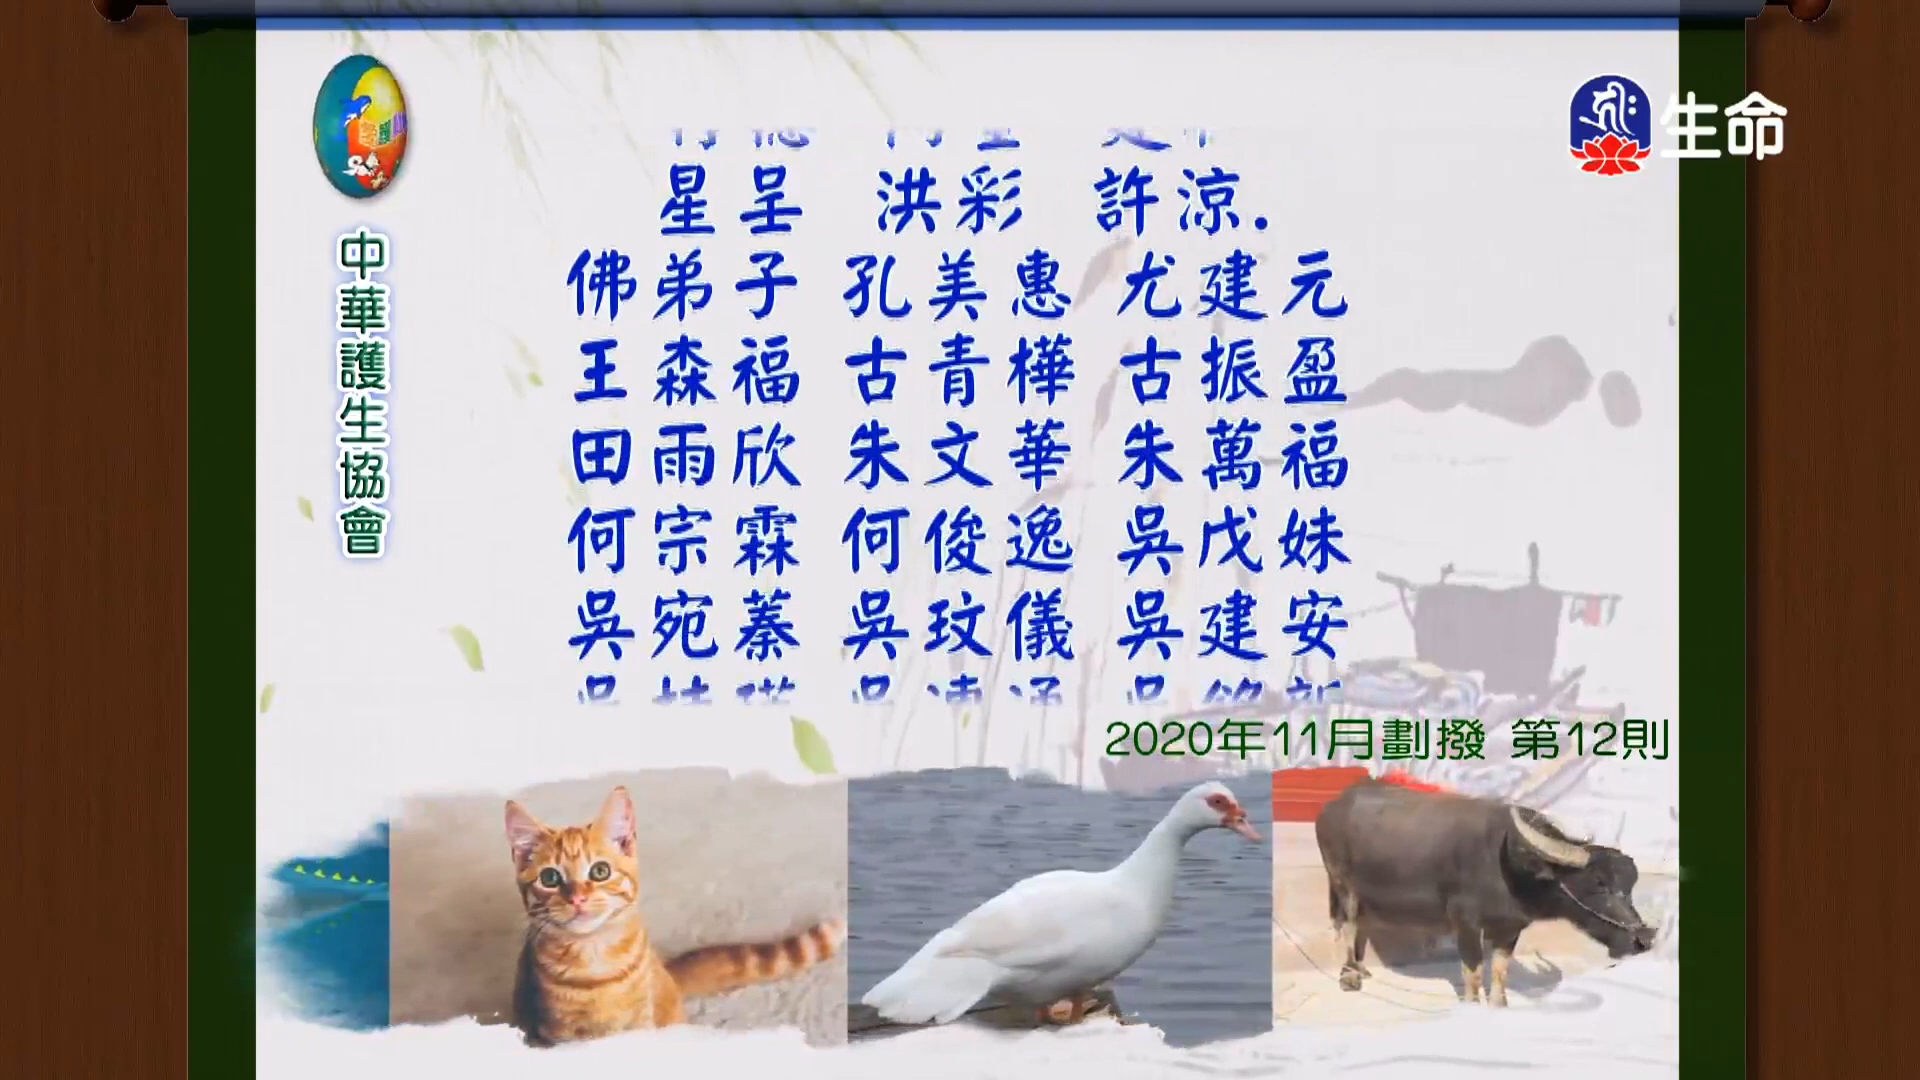 生命
中華護生協會
星呈 洪彩 許涼.
佛弟子 孔美惠 尤建元
王森福 古青樺 古振盈
田雨欣 朱文華 朱萬福
何宗霖 何俊逸 吳戊妹
吳宛蓁 吳玟儀 吳建安
2020年11月劃撥 第12則